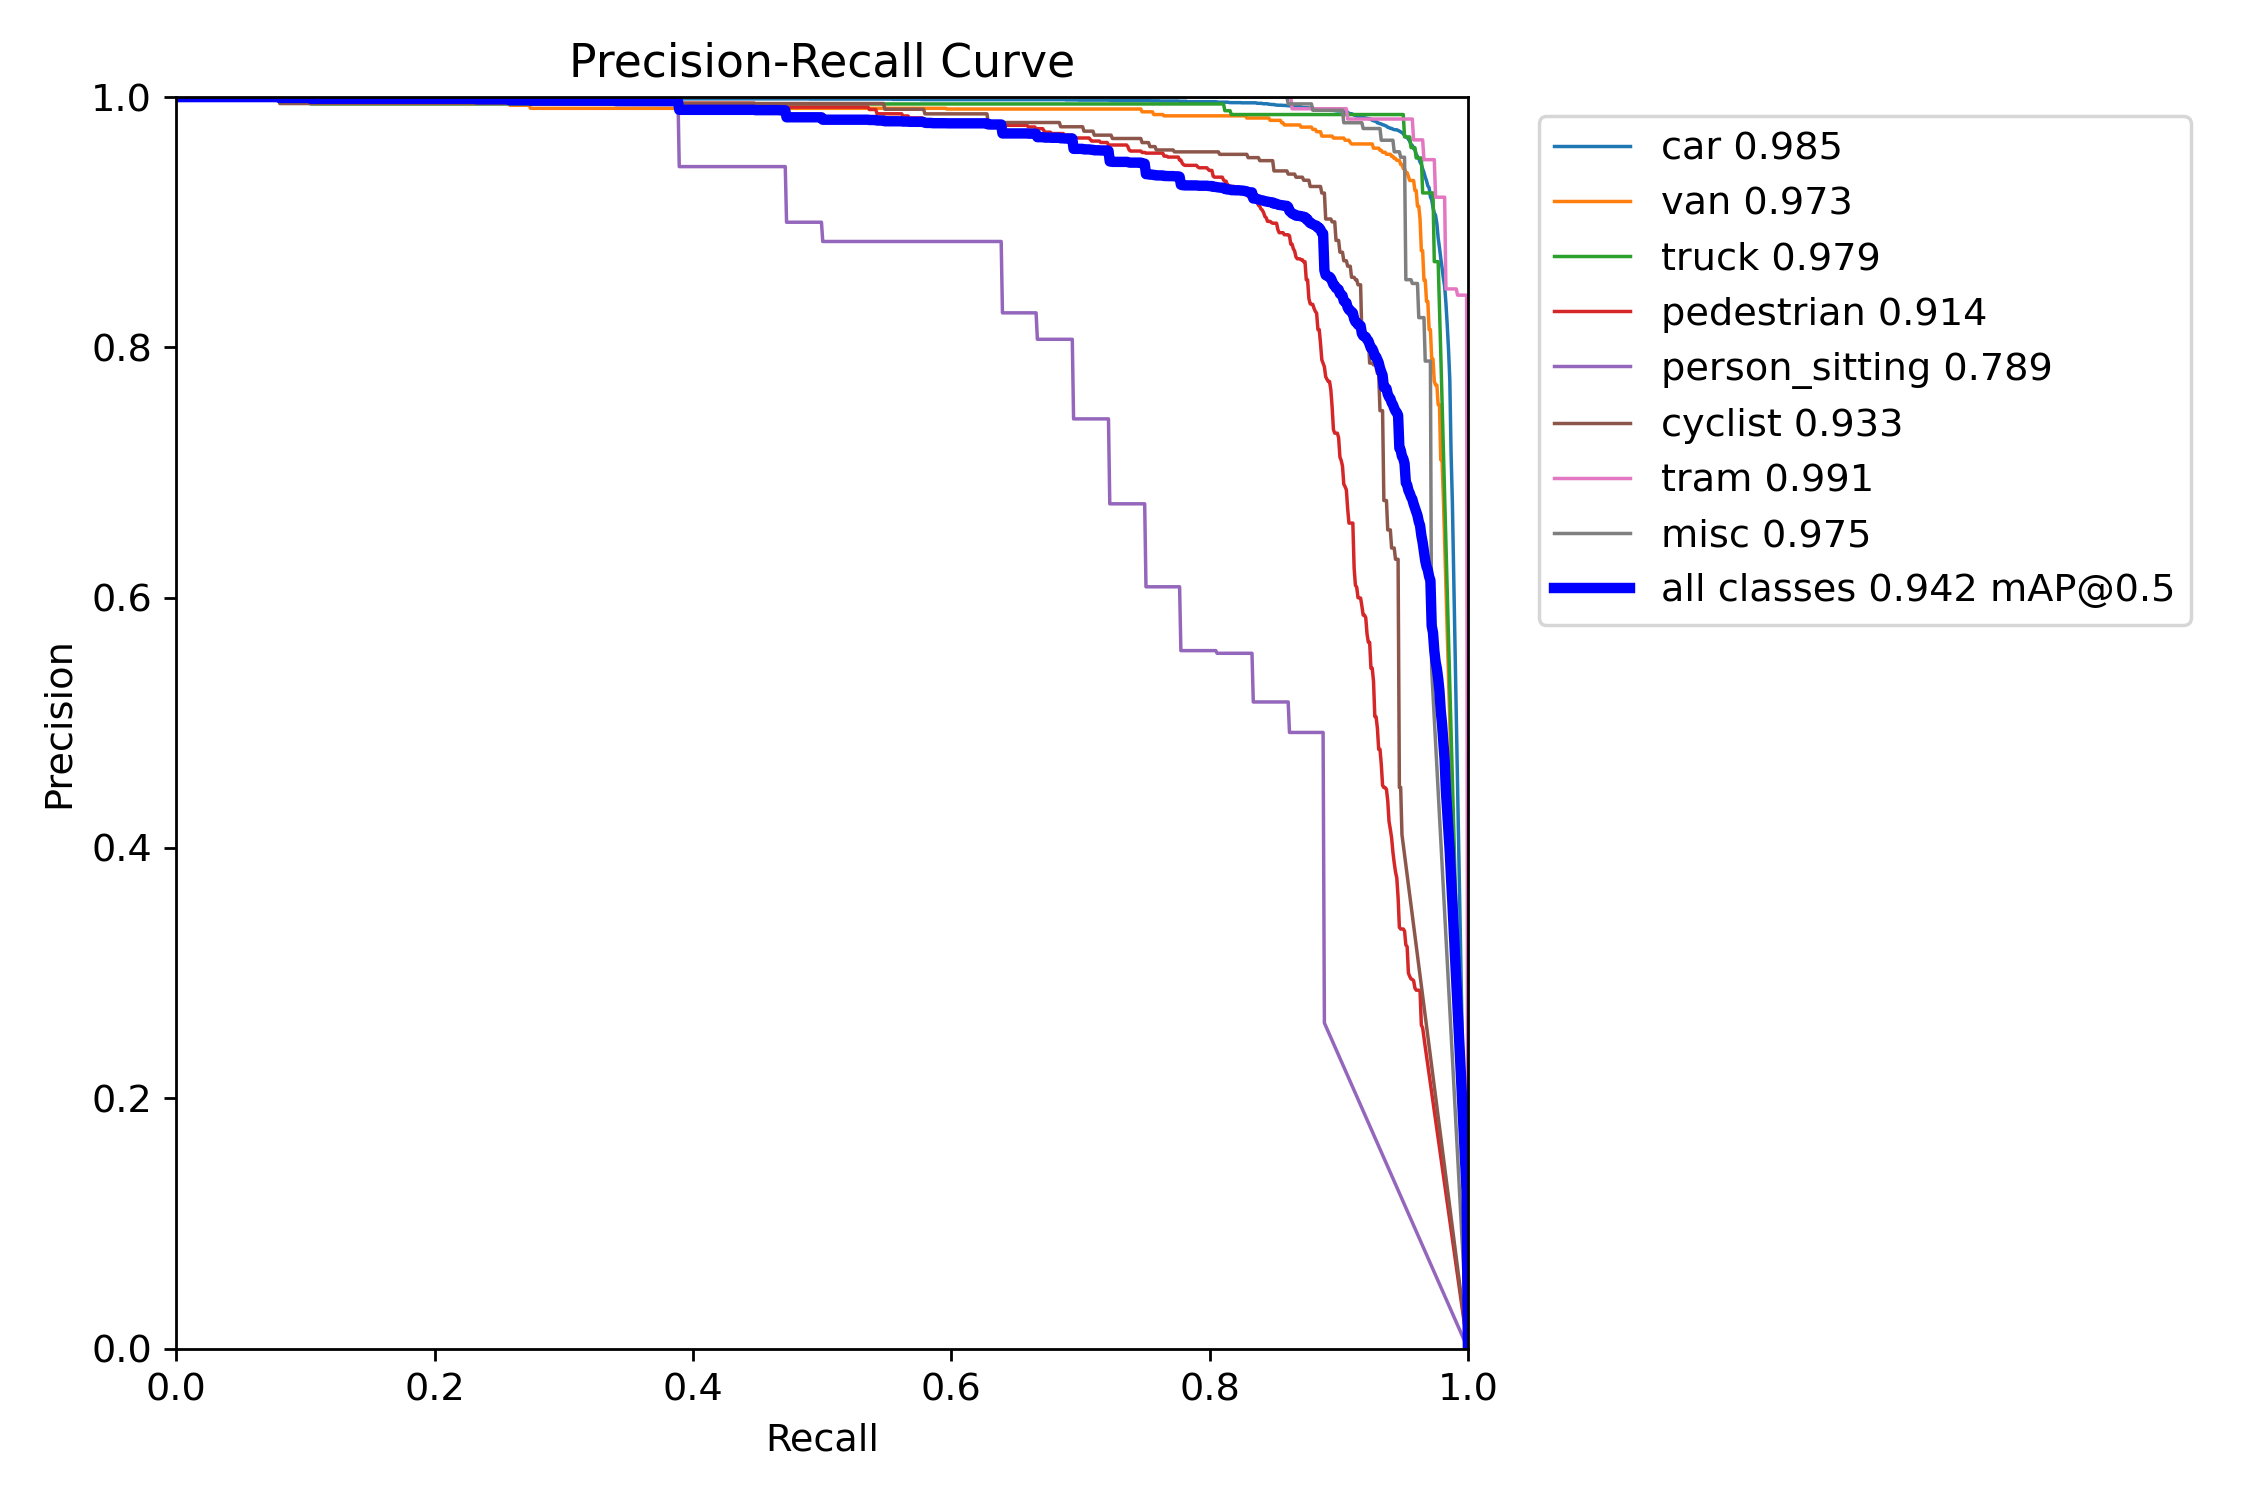 Precision-Recall Curve
1.0
0.8
0.6
0.4
0.2
0.0
Precision
0.0 0.2 0.4 0.6 0.8 1.0
Recall
car 0.985
van 0.973
truck 0.979
pedestrian 0.914
person_sitting 0.789
cyclist 0.933
tram 0.991
misc 0.975
all classes 0.942 mAP@0.5